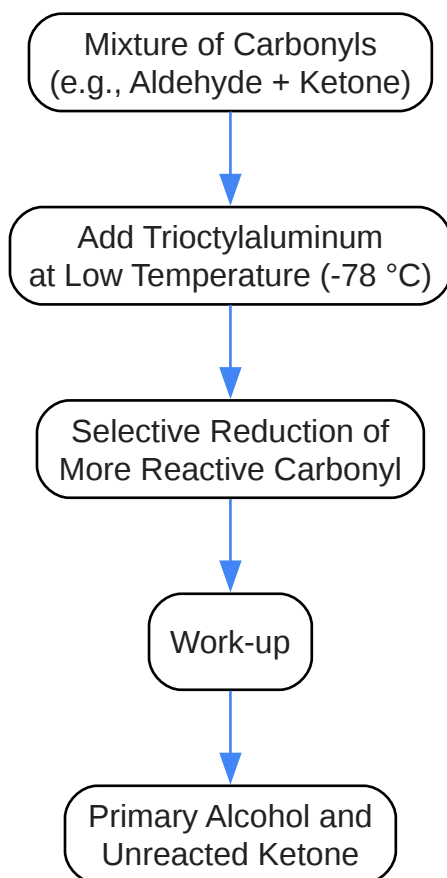 Mixture of Carbonyls
(e.g., Aldehyde + Ketone)
Add Trioctylaluminum
at Low Temperature (-78 °C)
Selective Reduction of
More Reactive Carbonyl
Work-up
Primary Alcohol and
Unreacted Ketone